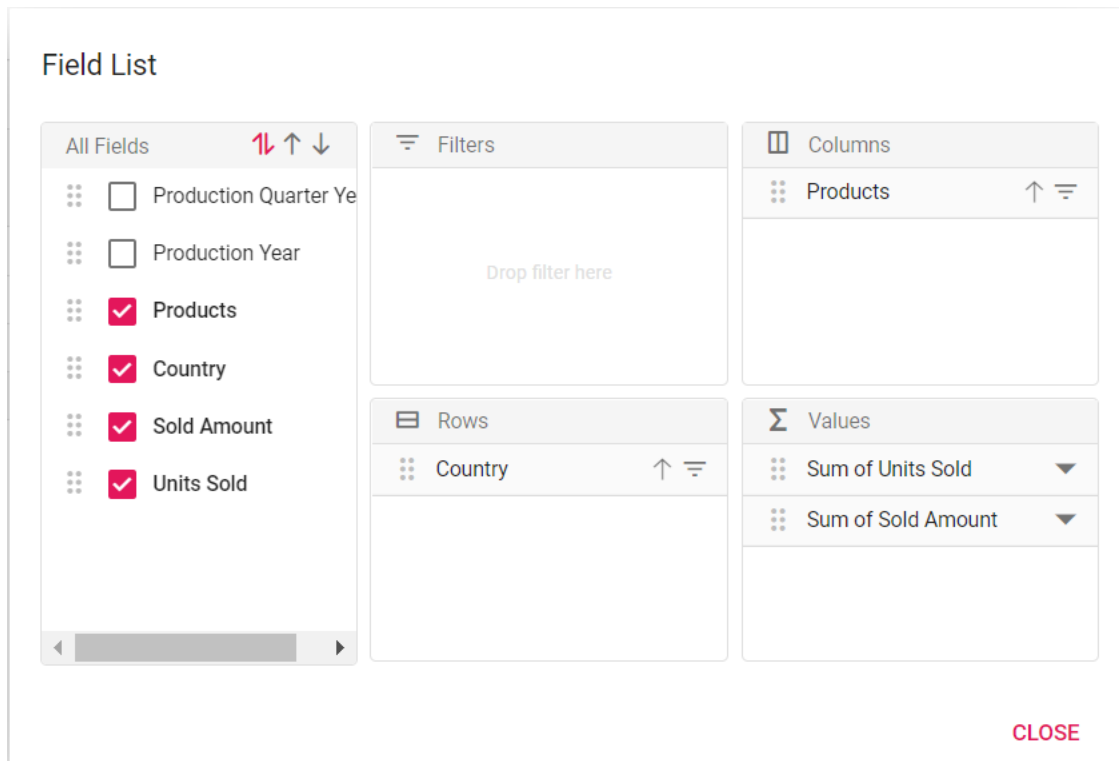 Field List
All Fields
Production Quarter Ye
Production Year
Products
Country
Sold Amount
Units Sold
Filters
Drop filter here
Columns
Products
Rows
Country
Values
Sum of Units Sold
Sum of Sold Amount
CLOSE